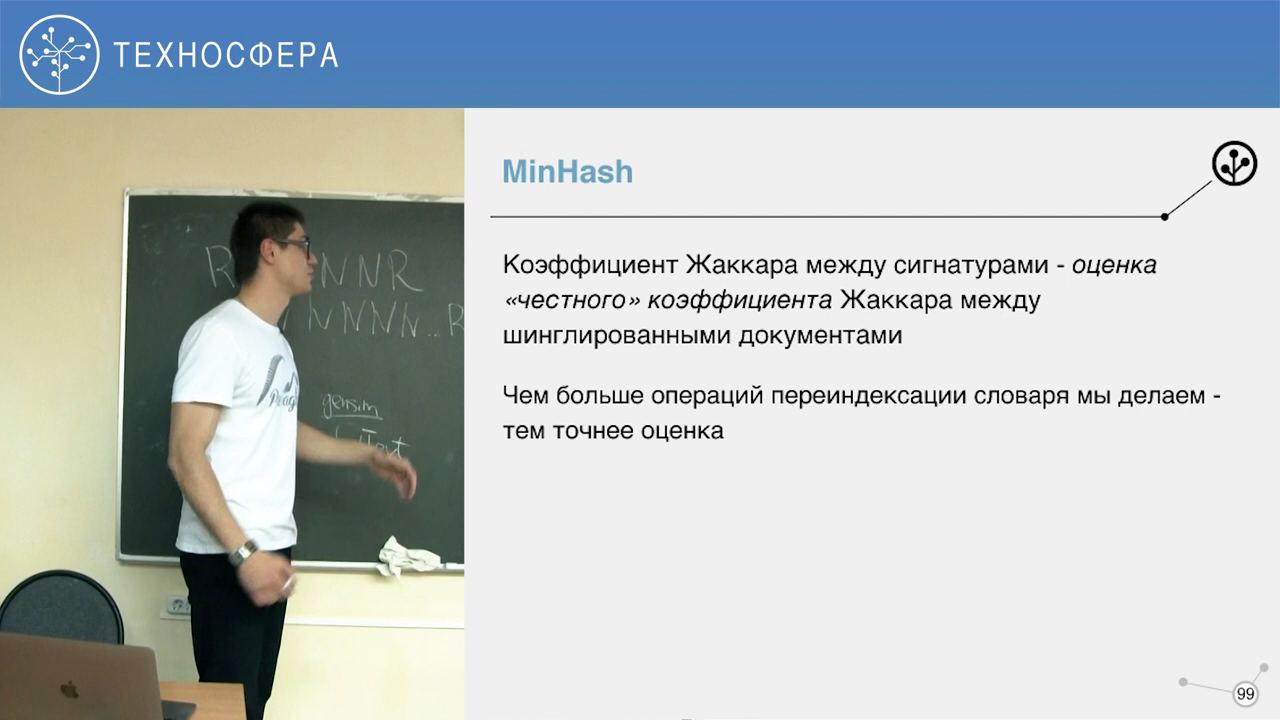 ТЕХНОСФЕРА
MinHash
Коэффициент Жаккара между сигнатурами - оценка
«честного» коэффициента Жаккара между
шинглированными документами
Чем больше операций переиндексации словаря мы делаем -
тем точнее оценка
gensim
99